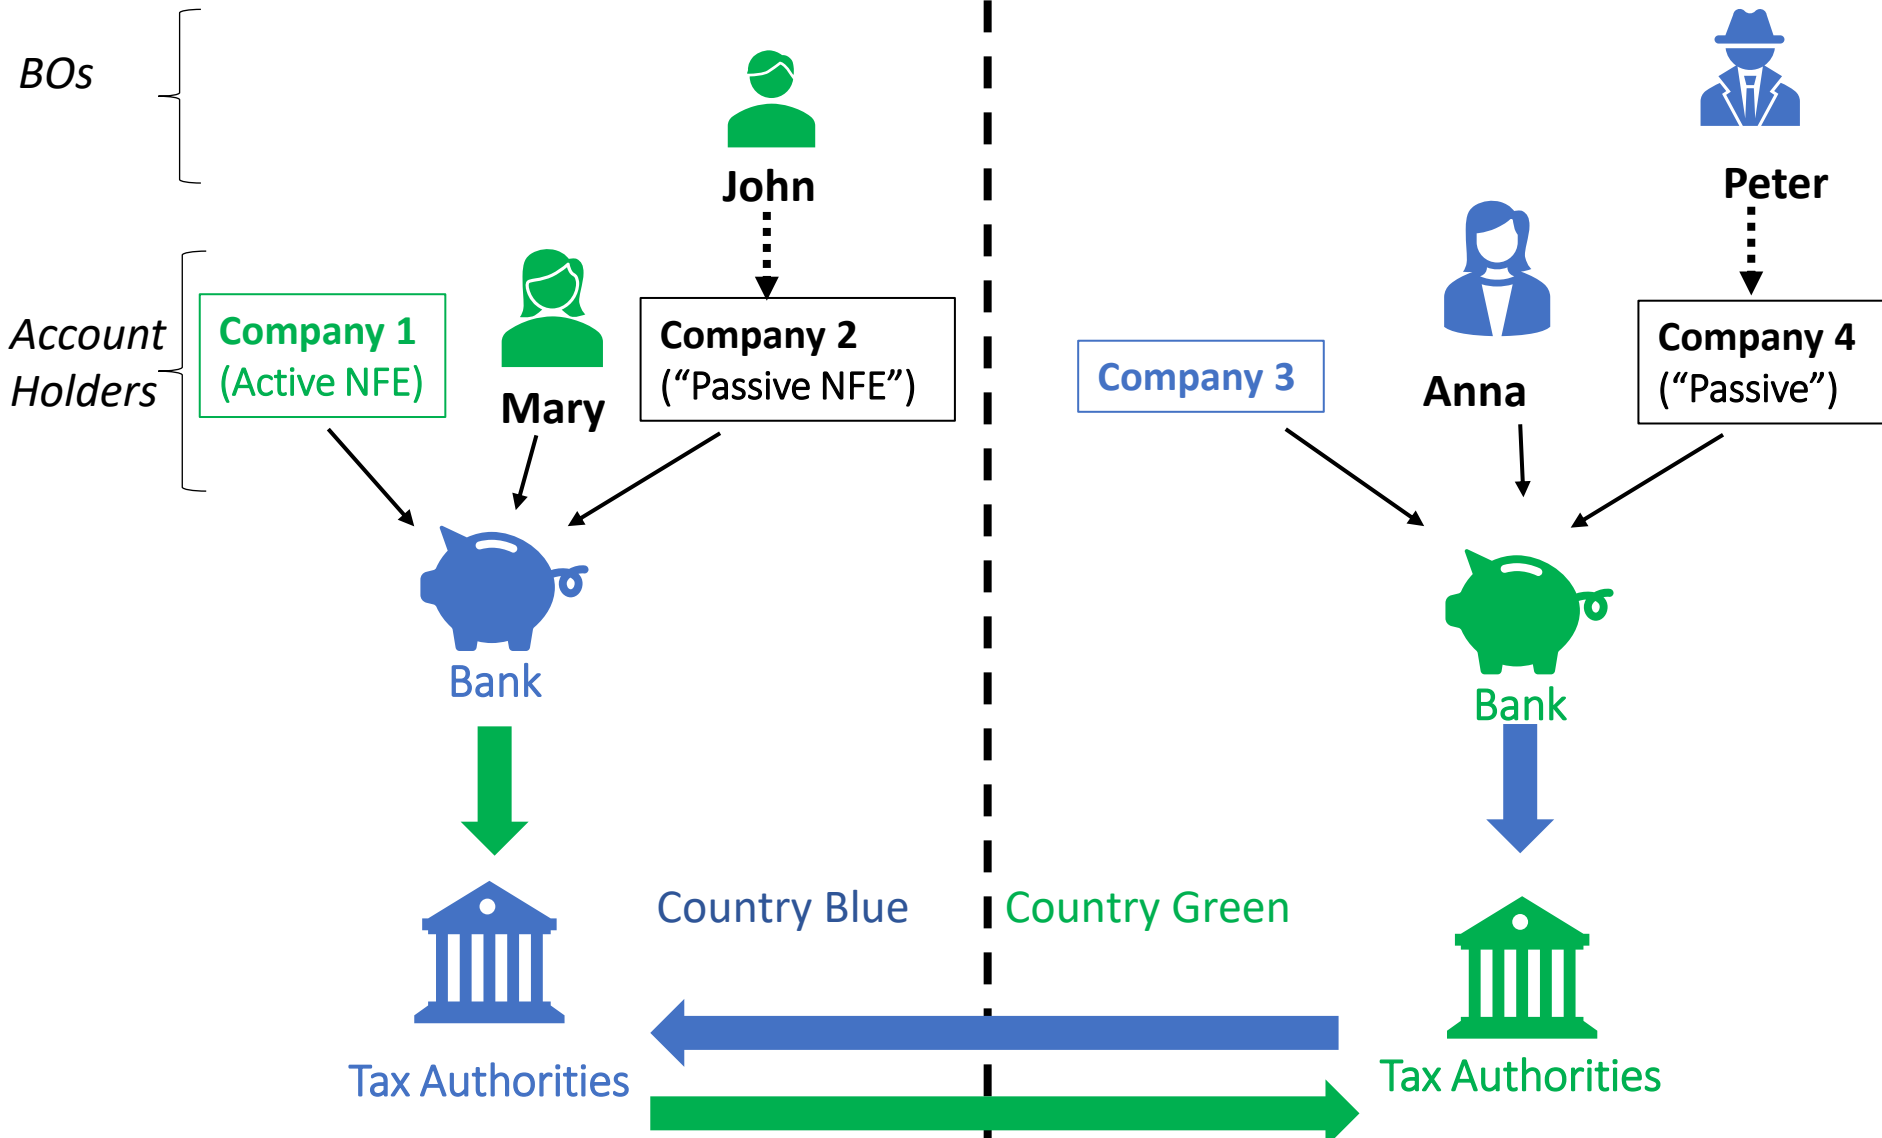 BOs
John
Peter
Account
Holders
Company 1
(Active NFE)
Mary
Company 2
(“Passive NFE”)
Company 3
Anna
Company 4
(“Passive”)
Bank
Bank
Country Blue
Country Green
Tax Authorities
Tax Authorities